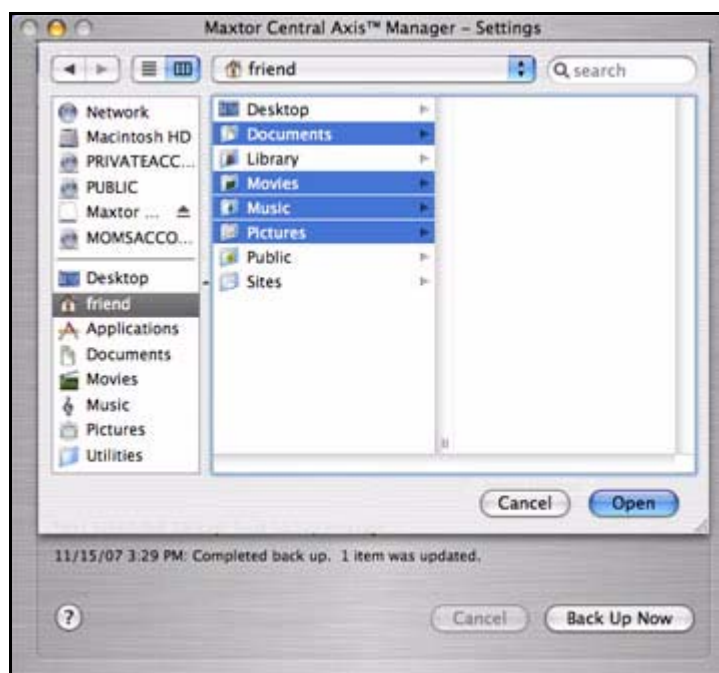 Maxtor Central Axis™ Manager – Settings
friend
search
Network
Macintosh HD
PRIVATEACC...
PUBLIC
Maxtor ...
MOMSACCO...
Desktop
friend
Applications
Documents
Movies
Music
Pictures
Utilities
Desktop
Documents
Library
Movies
Music
Pictures
Public
Sites
Cancel
Open
11/15/07 3:29 PM: Completed back up. 1 item was updated.
?
Cancel
Back Up Now